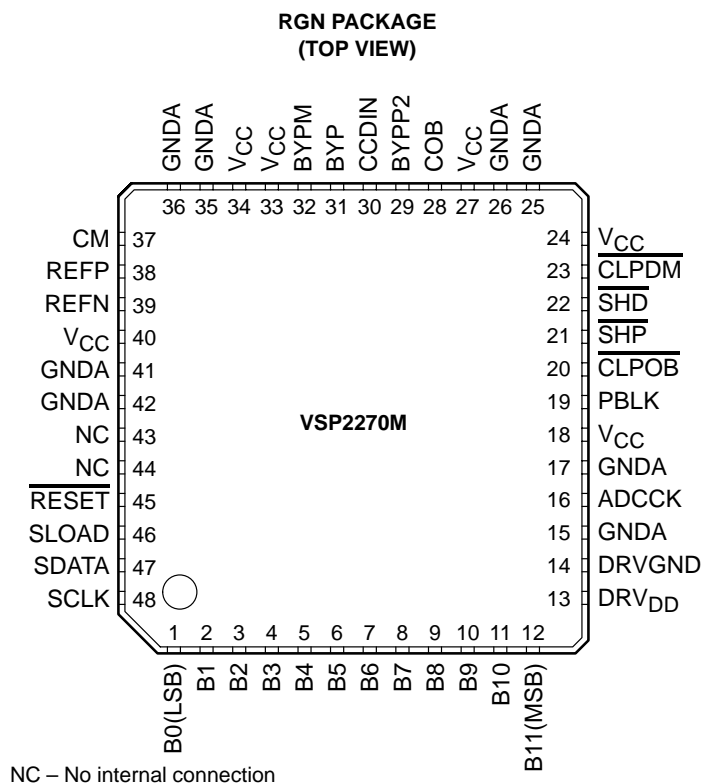 RGN PACKAGE
(TOP VIEW)
GNDA
GNDA
VCC
VCC
BYPM
BYP
CCDIN
BYPP2
COB
VCC
GNDA
GNDA
36 35 34 33 32 31 30 29 28 27 26 25
CM 37
REFP 38
REFN 39
VCC 40
GNDA 41
GNDA 42
NC 43
NC 44
RESET 45
SLOAD 46
SDATA 47
SCLK 48
VSP2270M
24 VCC
23 CLPDM
22 SHD
21 SHP
20 CLPOB
19 PBLK
18 VCC
17 GNDA
16 ADCCK
15 GNDA
14 DRVGND
13 DRVDD
1 2 3 4 5 6 7 8 9 10 11 12
B0(LSB)
B1
B2
B3
B4
B5
B6
B7
B8
B9
B10
B11(MSB)
NC – No internal connection